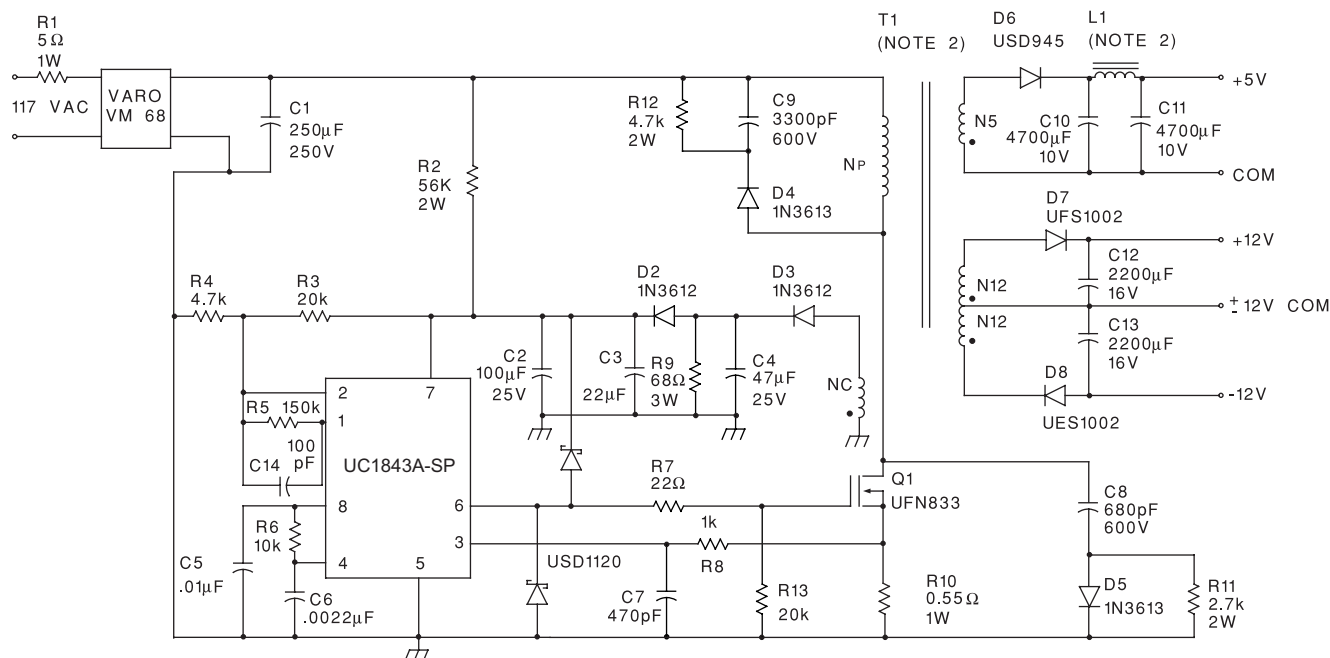 R1
5Ω
1W
117 VAC
VARO
VM 68
C1
250µF
250V
R2
56K
2W
R12
4.7k
2W
C9
3300pF
600V
D4
1N3613
NP
T1
(NOTE 2)
D6
USD945
L1
(NOTE 2)
+5V
N5
C10
4700µF
10V
C11
4700µF
10V
COM
D7
UFS1002
+12V
N12
N12
C12
2200µF
16V
± 12V COM
C13
2200µF
16V
D8
UES1002
-12V
R4
4.7k
R3
20k
D2
1N3612
D3
1N3612
C2
100µF
25V
C3
22µF
R9
68Ω
3W
C4
47µF
25V
NC
2
7
R5 150k
1
100
pF
C14
UC1843A-SP
8
6
R6
10k
4
5
3
C5
.01µF
C6
.0022µF
USD1120
R7
22Ω
1k
R8
C7
470pF
R13
20k
Q1
UFN833
R10
0.55Ω
1W
C8
680pF
600V
D5
1N3613
R11
2.7k
2W